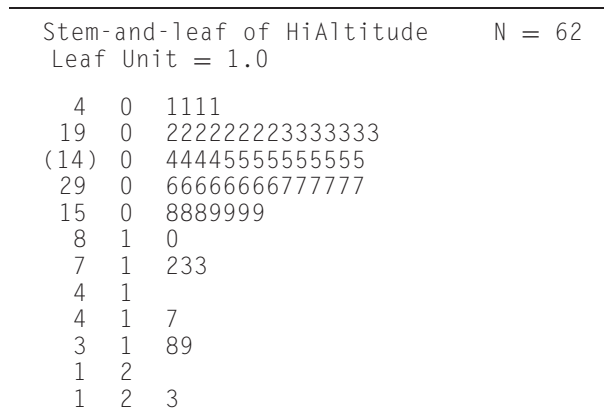 Stem-and-leaf of HiAltitude N = 62
Leaf Unit = 1.0
4 0 1111
19 0 222222223333333
(14) 0 44445555555555
29 0 66666666777777
15 0 8889999
8 1 0
7 1 233
4 1
4 1 7
3 1 89
1 2
1 2 3